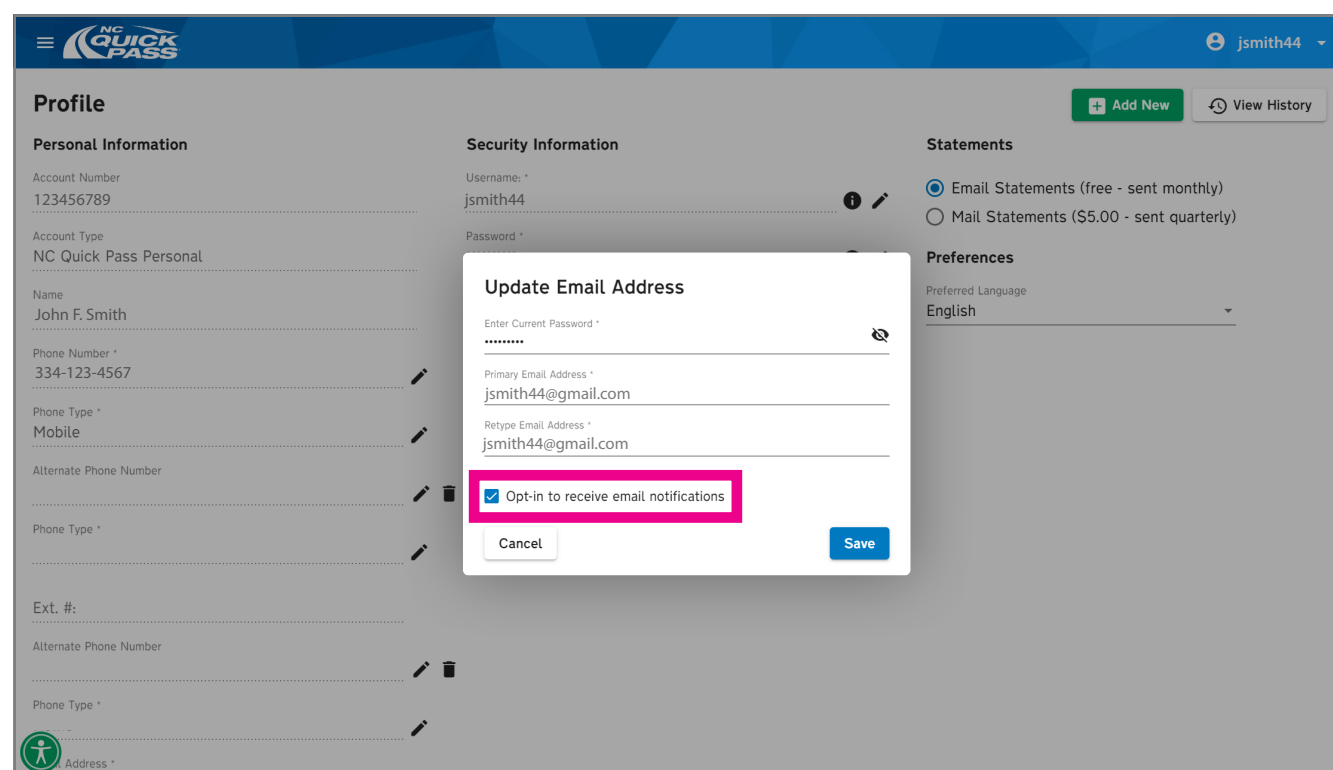 NC
QUICK
PASS
jsmith44
Profile
Add New
View History
Personal Information
Account Number
123456789
Account Type
NC Quick Pass Personal
Name
John F. Smith
Phone Number *
334-123-4567
Phone Type *
Mobile
Alternate Phone Number
Phone Type *
Ext. #:
Alternate Phone Number
Phone Type *
Address *
Security Information
Username: *
jsmith44
Password *
Update Email Address
Enter Current Password *
•••••••••
Primary Email Address *
jsmith44@gmail.com
Retype Email Address *
jsmith44@gmail.com
Opt-in to receive email notifications
Cancel
Save
Statements
Email Statements (free - sent monthly)
Mail Statements ($5.00 - sent quarterly)
Preferences
Preferred Language
English